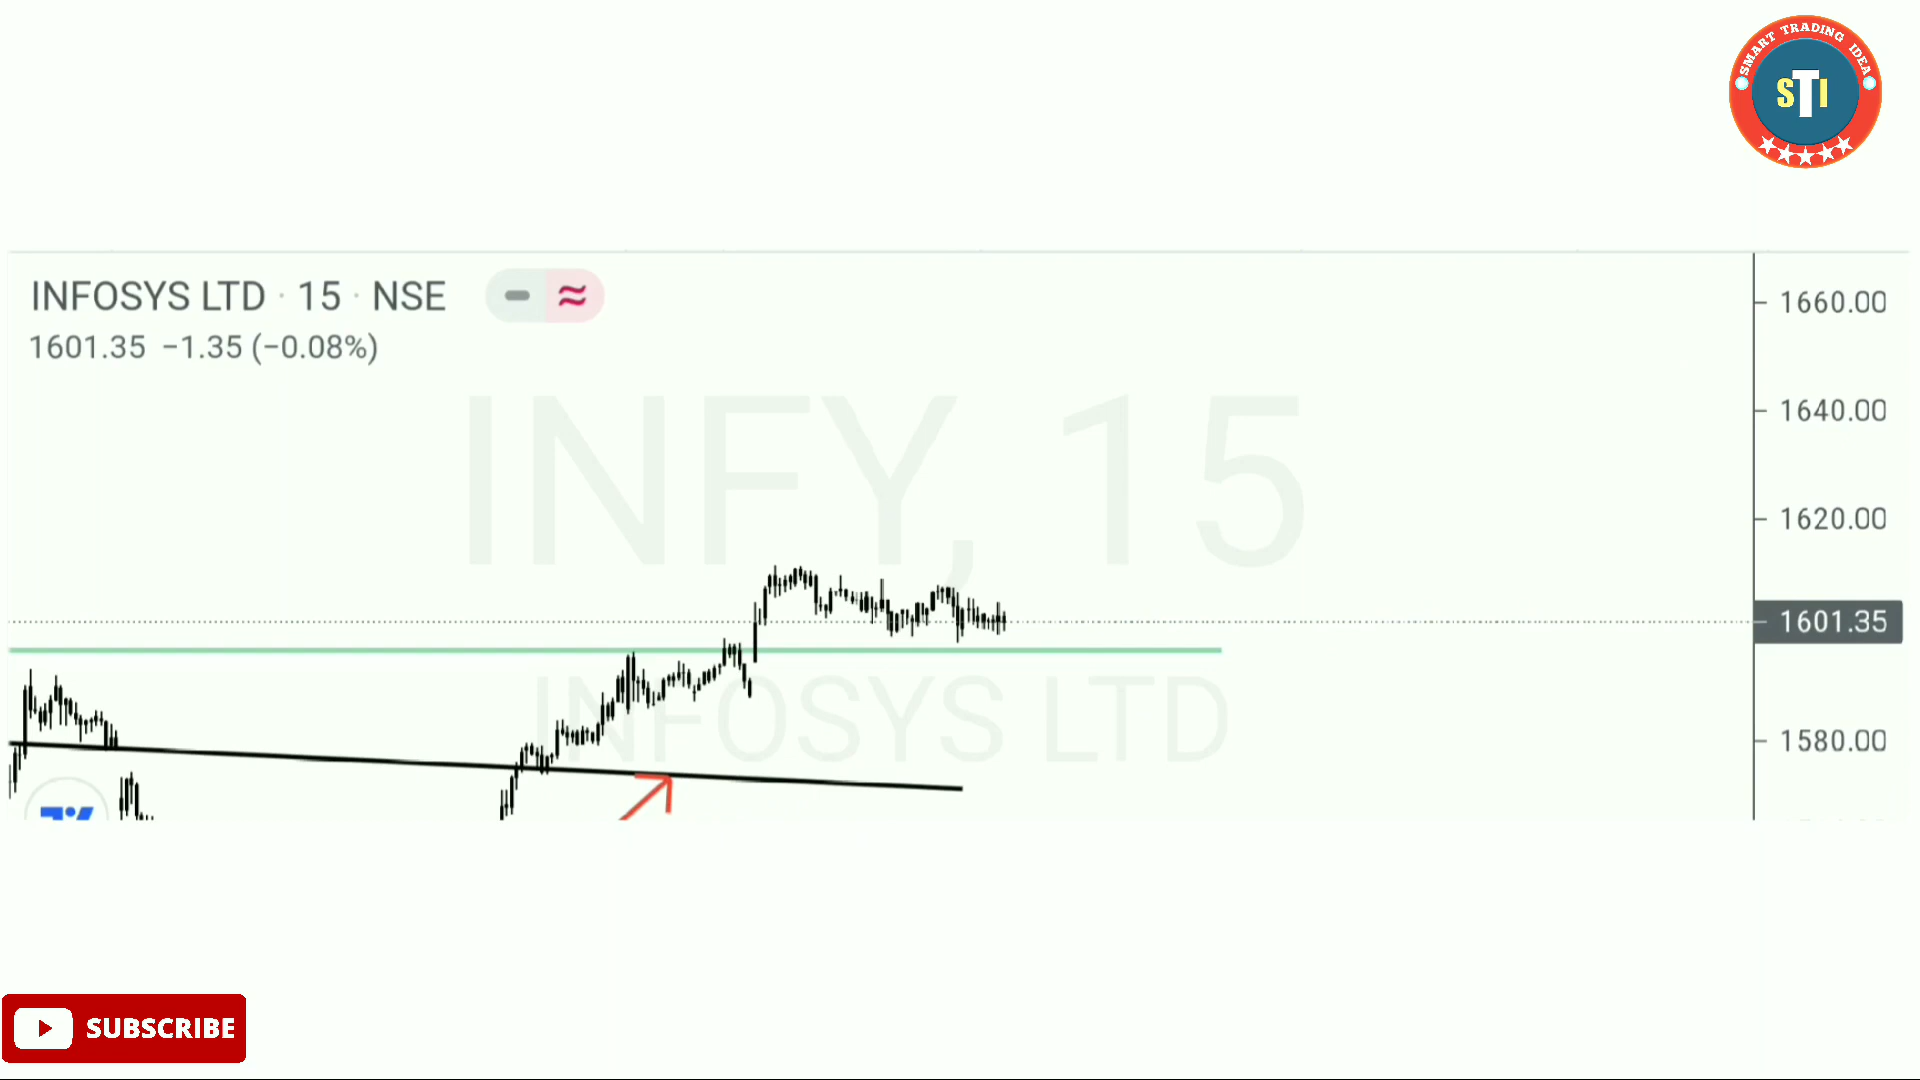 SMART TRADING IDEA
STI
INFOSYS LTD · 15 · NSE
1601.35 −1.35 (−0.08%)
INFY, 15
INFOSYS LTD
1660.00
1640.00
1620.00
1601.35
1580.00
SUBSCRIBE